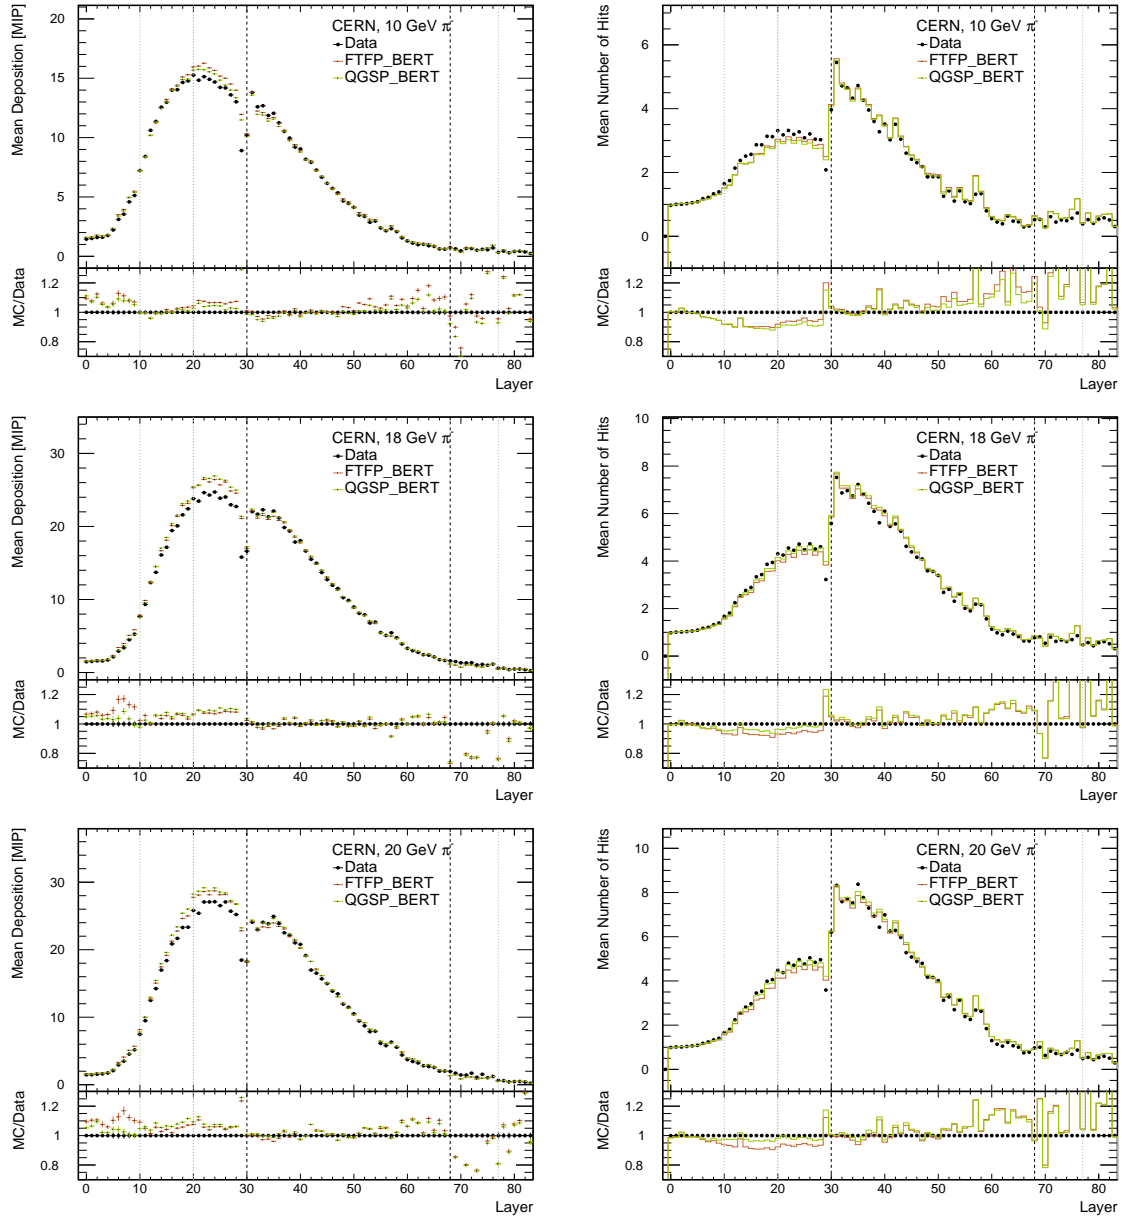 Mean Deposition [MIP]
20
15
10
5
0
CERN, 10 GeV π-
Data
FTFP_BERT
QGSP_BERT
MC/Data
1.2
1
0.8
0 10 20 30 40 50 60 70 80
Layer
Mean Number of Hits
6
4
2
0
CERN, 10 GeV π-
Data
FTFP_BERT
QGSP_BERT
MC/Data
1.2
1
0.8
0 10 20 30 40 50 60 70 80
Layer
Mean Deposition [MIP]
30
20
10
0
CERN, 18 GeV π-
Data
FTFP_BERT
QGSP_BERT
MC/Data
1.2
1
0.8
0 10 20 30 40 50 60 70 80
Layer
Mean Number of Hits
10
8
6
4
2
0
CERN, 18 GeV π-
Data
FTFP_BERT
QGSP_BERT
MC/Data
1.2
1
0.8
0 10 20 30 40 50 60 70 80
Layer
Mean Deposition [MIP]
30
20
10
0
CERN, 20 GeV π-
Data
FTFP_BERT
QGSP_BERT
MC/Data
1.2
1
0.8
0 10 20 30 40 50 60 70 80
Layer
Mean Number of Hits
10
8
6
4
2
0
CERN, 20 GeV π-
Data
FTFP_BERT
QGSP_BERT
MC/Data
1.2
1
0.8
0 10 20 30 40 50 60 70 80
Layer